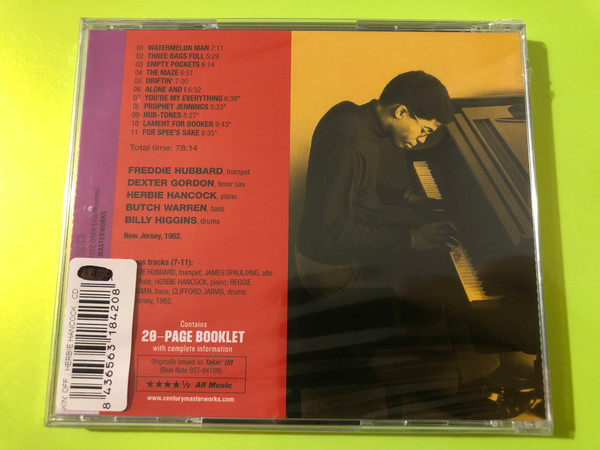 01 WATERMELON MAN 7:11
02 THREE BAGS FULL 5:29
03 EMPTY POCKETS 6:14
04 THE MAZE 6:51
05 DRIFTIN' 7:00
06 ALONE AND I 6:32
07 YOU'RE MY EVERYTHING 6:39*
08 PROPHET JENNINGS 5:33*
09 HUB-TONES 8:27*
10 LAMENT FOR BOOKER 9:43*
11 FOR SPEE'S SAKE 8:35*
Total time: 78:14
FREDDIE HUBBARD, trumpet
DEXTER GORDON, tenor sax
HERBIE HANCOCK, piano
BUTCH WARREN, bass
BILLY HIGGINS, drums
New Jersey, 1962.
tracks (7-11):
HUBBARD, trumpet; JAMES SPAULDING, alto
HERBIE HANCOCK, piano; REGGIE
bass; CLIFFORD JARVIS, drums.
1962.
Contains
20-PAGE BOOKLET
with complete information
Originally issued as: Takin' Off
(Blue Note BST-84109).
★★★★ ½ All Music
www.centurymasterworks.com
OFF HERBIE HANCOCK CD
8 436563 184208